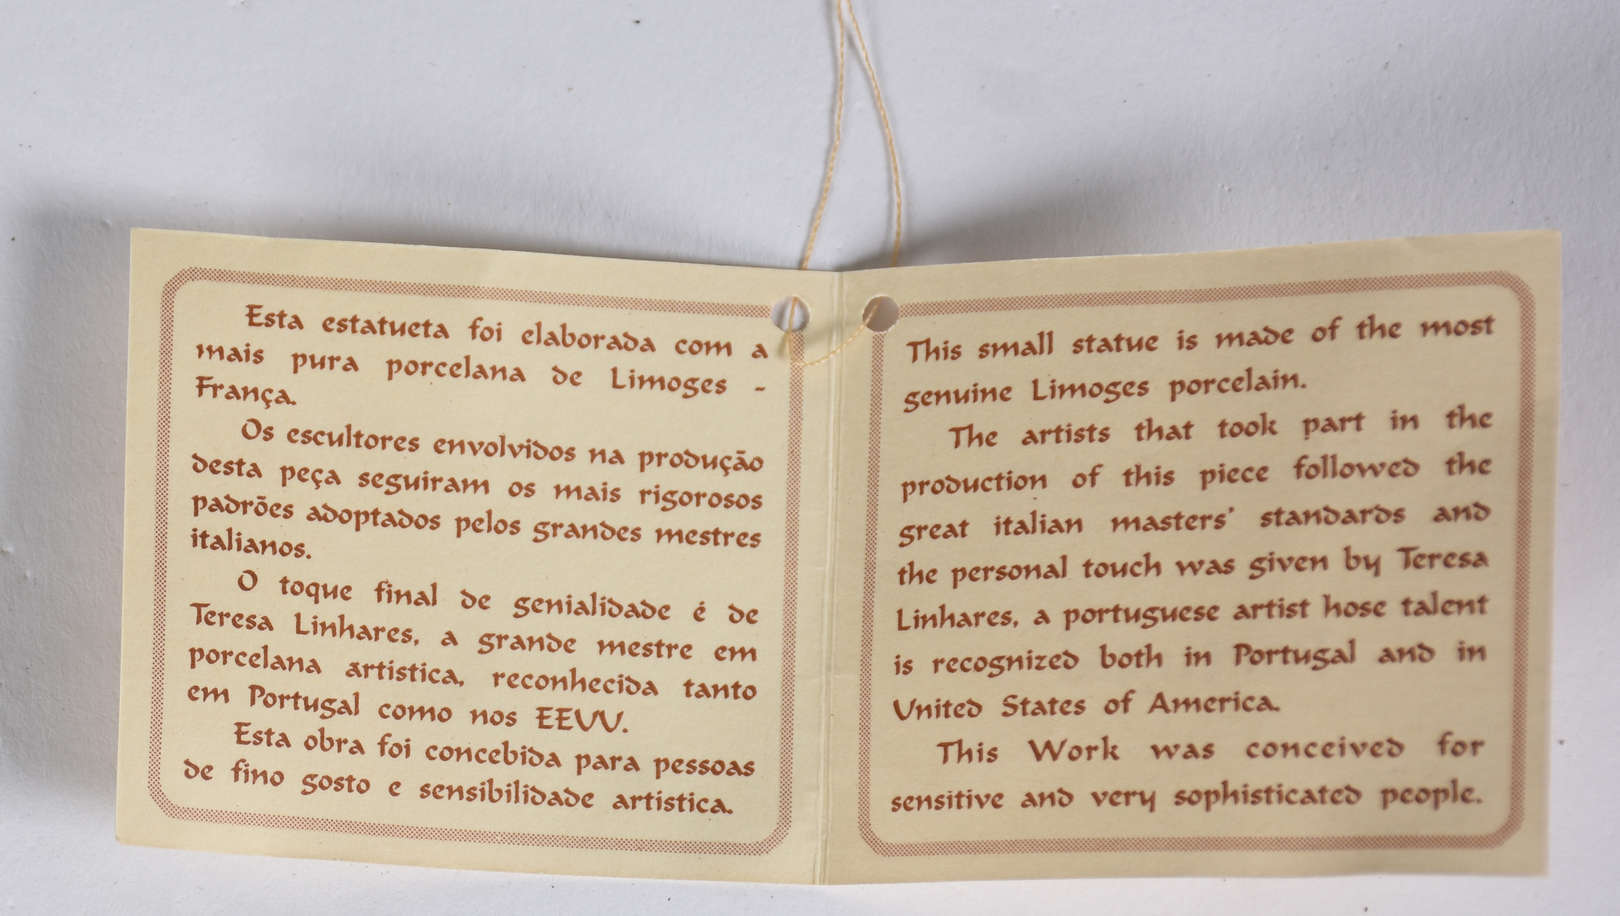 Esta estatueta foi elaborada com a
mais pura porcelana de Limoges -
França.
Os escultores envolvidos na produção
desta peça seguiram os mais rigorosos
padrões adoptados pelos grandes mestres
italianos.
O toque final de genialidade é de
Teresa Linhares, a grande mestre em
porcelana artistica, reconhecida tanto
em Portugal como nos EEUU.
Esta obra foi concebida para pessoas
de fino gosto e sensibilidade artistica.
This small statue is made of the most
genuine Limoges porcelain.
The artists that took part in the
production of this piece followed the
great italian masters' standards and
the personal touch was given by Teresa
Linhares, a portuguese artist hose talent
is recognized both in Portugal and in
United States of America.
This Work was conceived for
sensitive and very sophisticated people.